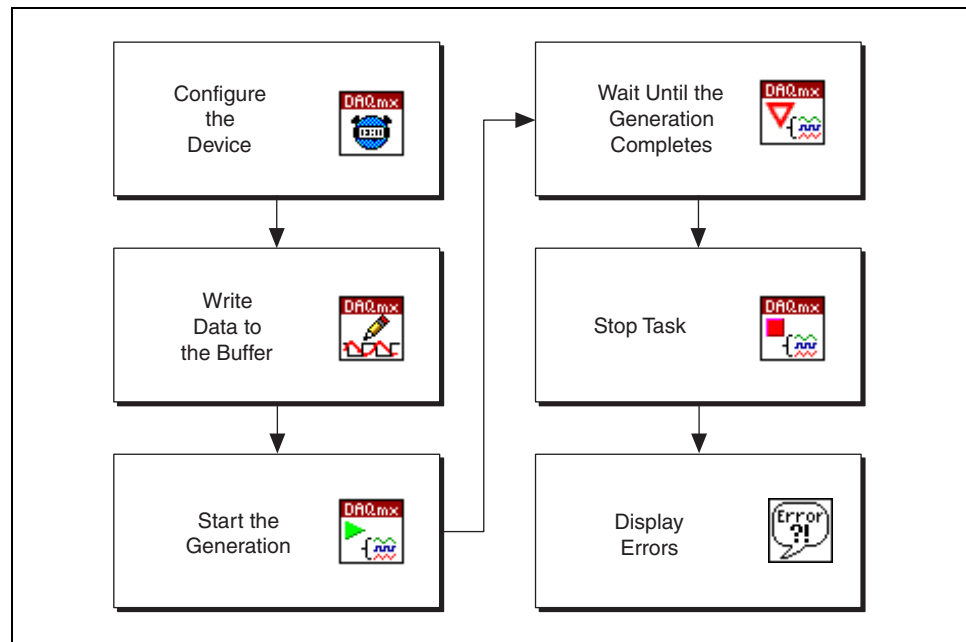 Configure
the
Device
DAQmx
Write
Data to
the Buffer
DAQmx
Start the
Generation
DAQmx
Wait Until the
Generation
Completes
DAQmx
Stop Task
DAQmx
Display
Errors
Error
?!